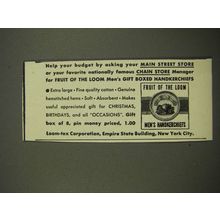 Help your budget by asking your MAIN STREET STORE
or your favorite nationally famous CHAIN STORE Manager
for FRUIT OF THE LOOM Men's GIFT BOXED HANDKERCHIEFS
• Extra large • Fine quality cotton • Genuine
hemstitched hems • Soft • Absorbent • Makes
useful appreciated gift for CHRISTMAS,
BIRTHDAYS, and all "OCCASIONS". Gift
box of 8, pin money priced, 1.00
Loom-tex Corporation, Empire State Building, New York City.
FRUIT OF THE LOOM
MEN'S HANDKERCHIEFS